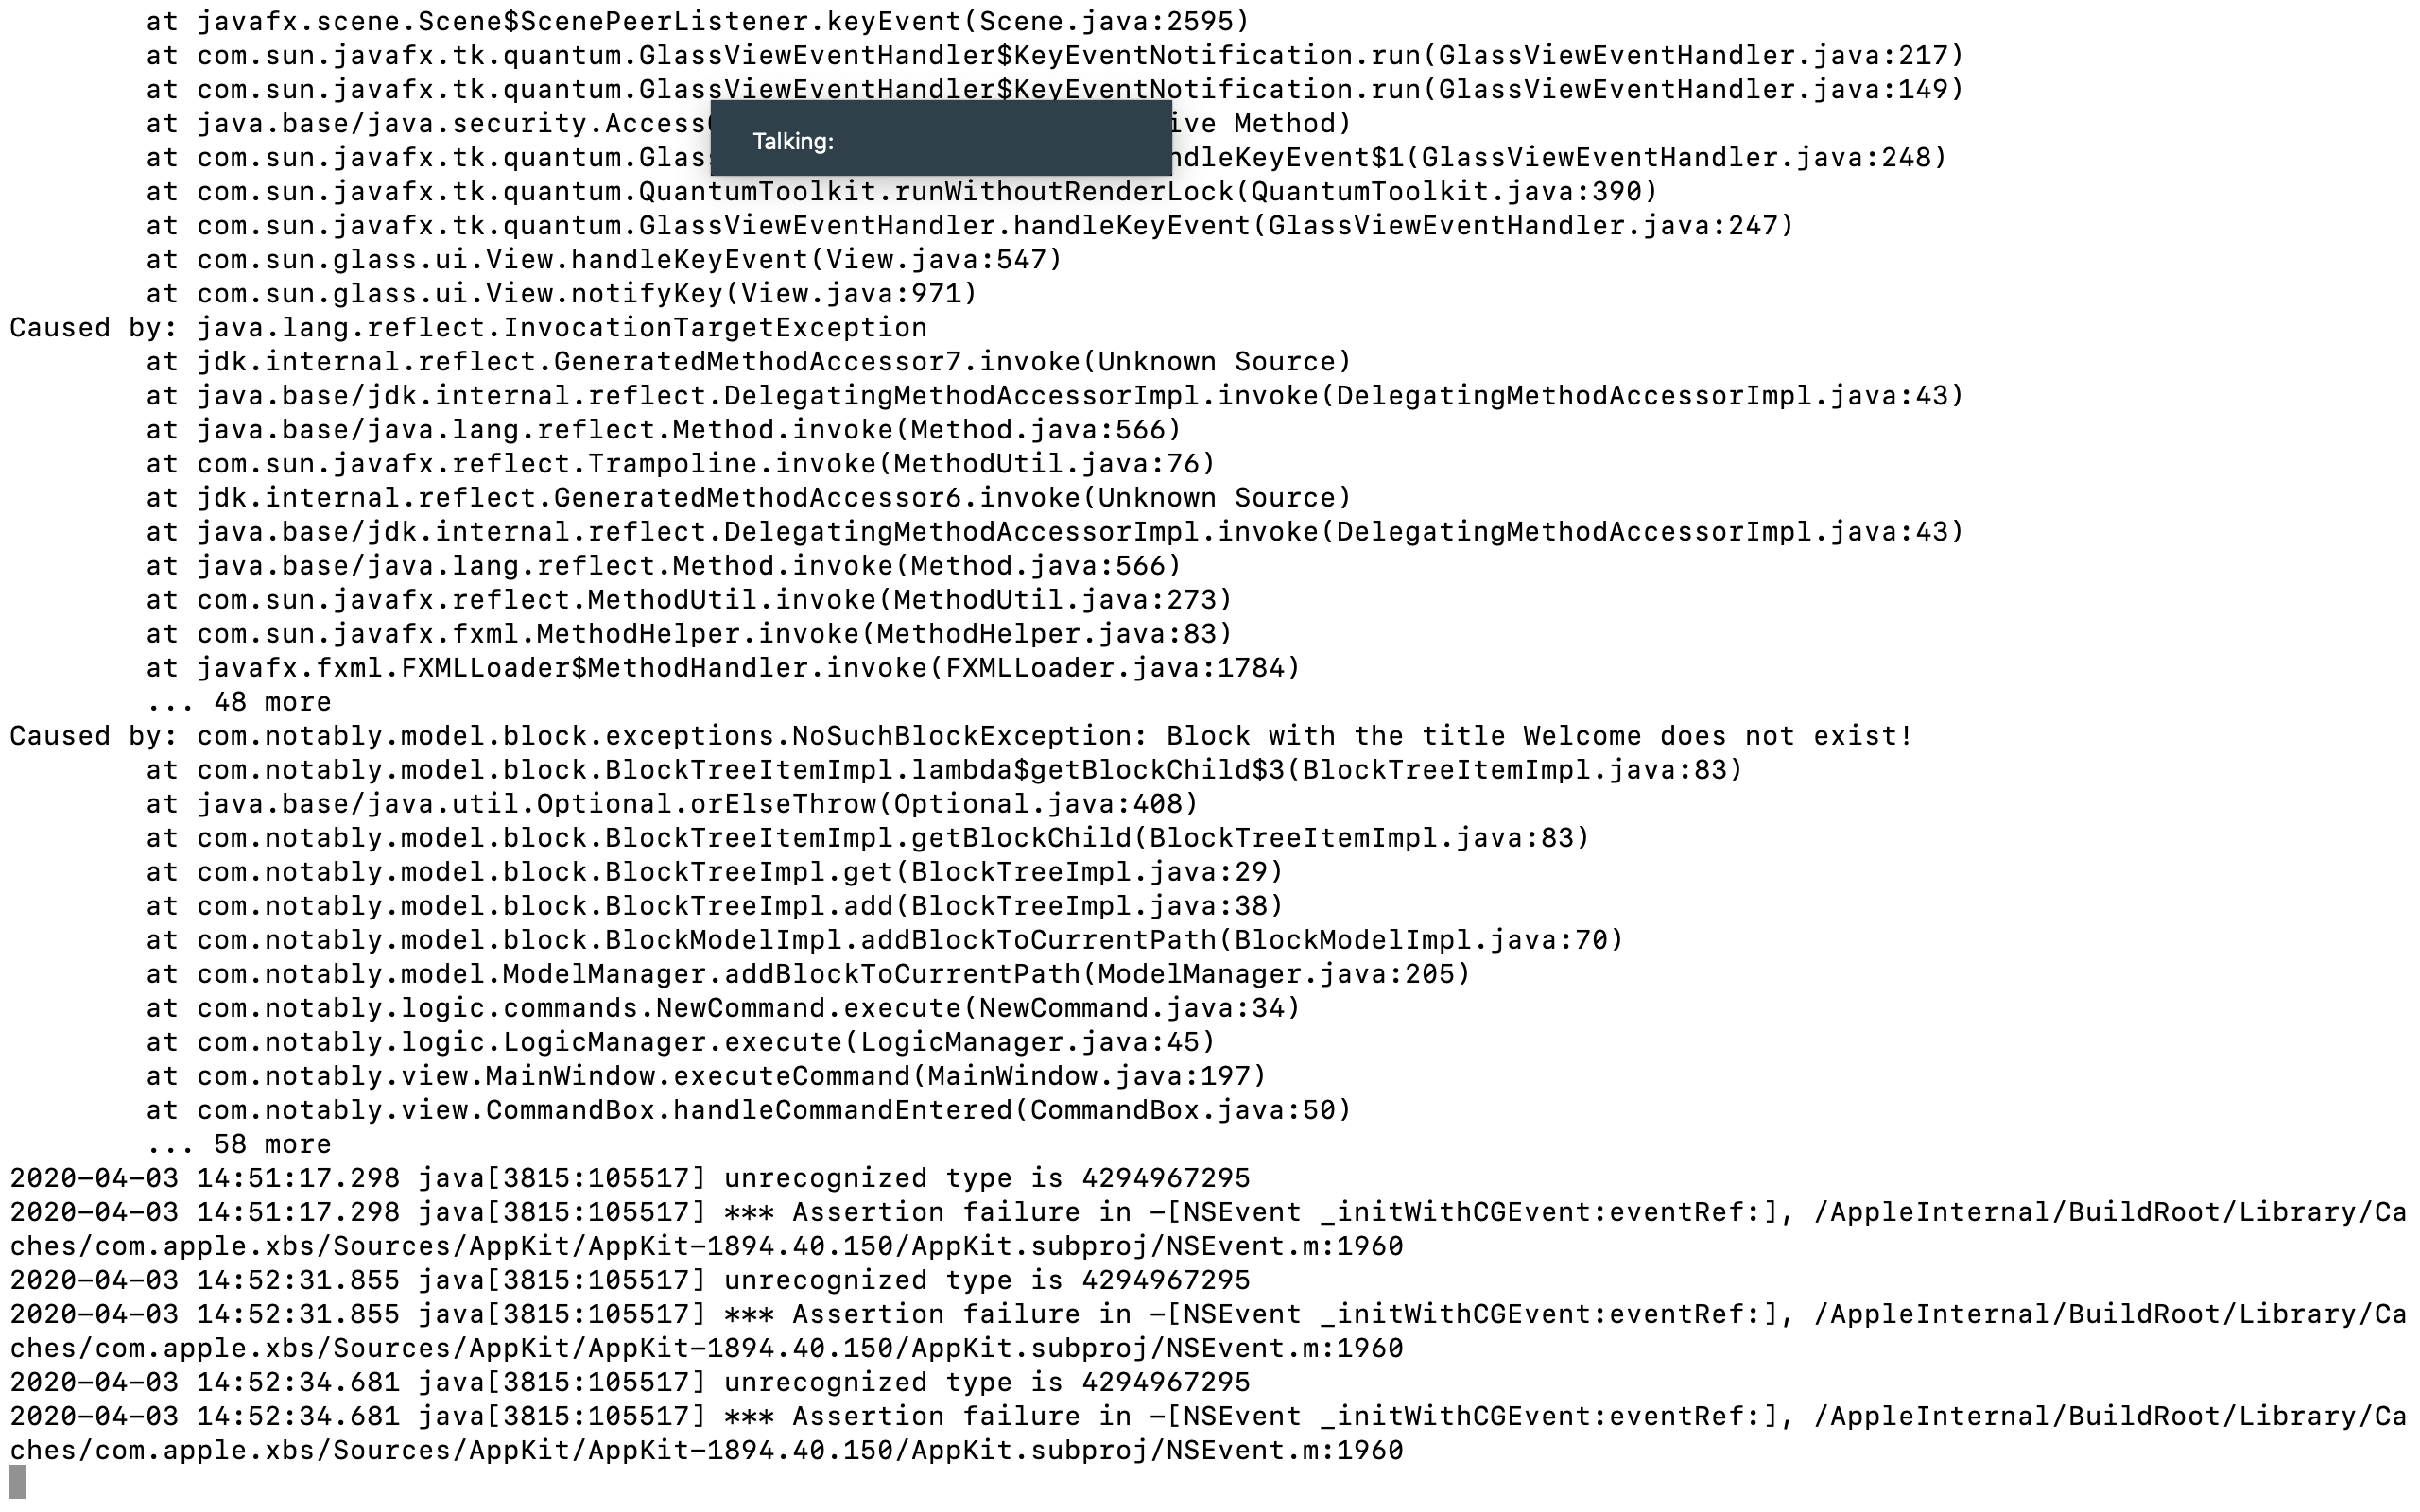 at javafx.scene.Scene$ScenePeerListener.keyEvent(Scene.java:2595)
at com.sun.javafx.tk.quantum.GlassViewEventHandler$KeyEventNotification.run(GlassViewEventHandler.java:217)
at com.sun.javafx.tk.quantum.GlassViewEventHandler$KeyEventNotification.run(GlassViewEventHandler.java:149)
at java.base/java.security.Access ive Method)
Talking:
at com.sun.javafx.tk.quantum.Glas ndleKeyEvent$1(GlassViewEventHandler.java:248)
at com.sun.javafx.tk.quantum.QuantumToolkit.runWithoutRenderLock(QuantumToolkit.java:390)
at com.sun.javafx.tk.quantum.GlassViewEventHandler.handleKeyEvent(GlassViewEventHandler.java:247)
at com.sun.glass.ui.View.handleKeyEvent(View.java:547)
at com.sun.glass.ui.View.notifyKey(View.java:971)
Caused by: java.lang.reflect.InvocationTargetException
at jdk.internal.reflect.GeneratedMethodAccessor7.invoke(Unknown Source)
at java.base/jdk.internal.reflect.DelegatingMethodAccessorImpl.invoke(DelegatingMethodAccessorImpl.java:43)
at java.base/java.lang.reflect.Method.invoke(Method.java:566)
at com.sun.javafx.reflect.Trampoline.invoke(MethodUtil.java:76)
at jdk.internal.reflect.GeneratedMethodAccessor6.invoke(Unknown Source)
at java.base/jdk.internal.reflect.DelegatingMethodAccessorImpl.invoke(DelegatingMethodAccessorImpl.java:43)
at java.base/java.lang.reflect.Method.invoke(Method.java:566)
at com.sun.javafx.reflect.MethodUtil.invoke(MethodUtil.java:273)
at com.sun.javafx.fxml.MethodHelper.invoke(MethodHelper.java:83)
at javafx.fxml.FXMLLoader$MethodHandler.invoke(FXMLLoader.java:1784)
... 48 more
Caused by: com.notably.model.block.exceptions.NoSuchBlockException: Block with the title Welcome does not exist!
at com.notably.model.block.BlockTreeItemImpl.lambda$getBlockChild$3(BlockTreeItemImpl.java:83)
at java.base/java.util.Optional.orElseThrow(Optional.java:408)
at com.notably.model.block.BlockTreeItemImpl.getBlockChild(BlockTreeItemImpl.java:83)
at com.notably.model.block.BlockTreeImpl.get(BlockTreeImpl.java:29)
at com.notably.model.block.BlockTreeImpl.add(BlockTreeImpl.java:38)
at com.notably.model.block.BlockModelImpl.addBlockToCurrentPath(BlockModelImpl.java:70)
at com.notably.model.ModelManager.addBlockToCurrentPath(ModelManager.java:205)
at com.notably.logic.commands.NewCommand.execute(NewCommand.java:34)
at com.notably.logic.LogicManager.execute(LogicManager.java:45)
at com.notably.view.MainWindow.executeCommand(MainWindow.java:197)
at com.notably.view.CommandBox.handleCommandEntered(CommandBox.java:50)
... 58 more
2020-04-03 14:51:17.298 java[3815:105517] unrecognized type is 4294967295
2020-04-03 14:51:17.298 java[3815:105517] *** Assertion failure in -[NSEvent _initWithCGEvent:eventRef:], /AppleInternal/BuildRoot/Library/Ca
ches/com.apple.xbs/Sources/AppKit/AppKit-1894.40.150/AppKit.subproj/NSEvent.m:1960
2020-04-03 14:52:31.855 java[3815:105517] unrecognized type is 4294967295
2020-04-03 14:52:31.855 java[3815:105517] *** Assertion failure in -[NSEvent _initWithCGEvent:eventRef:], /AppleInternal/BuildRoot/Library/Ca
ches/com.apple.xbs/Sources/AppKit/AppKit-1894.40.150/AppKit.subproj/NSEvent.m:1960
2020-04-03 14:52:34.681 java[3815:105517] unrecognized type is 4294967295
2020-04-03 14:52:34.681 java[3815:105517] *** Assertion failure in -[NSEvent _initWithCGEvent:eventRef:], /AppleInternal/BuildRoot/Library/Ca
ches/com.apple.xbs/Sources/AppKit/AppKit-1894.40.150/AppKit.subproj/NSEvent.m:1960